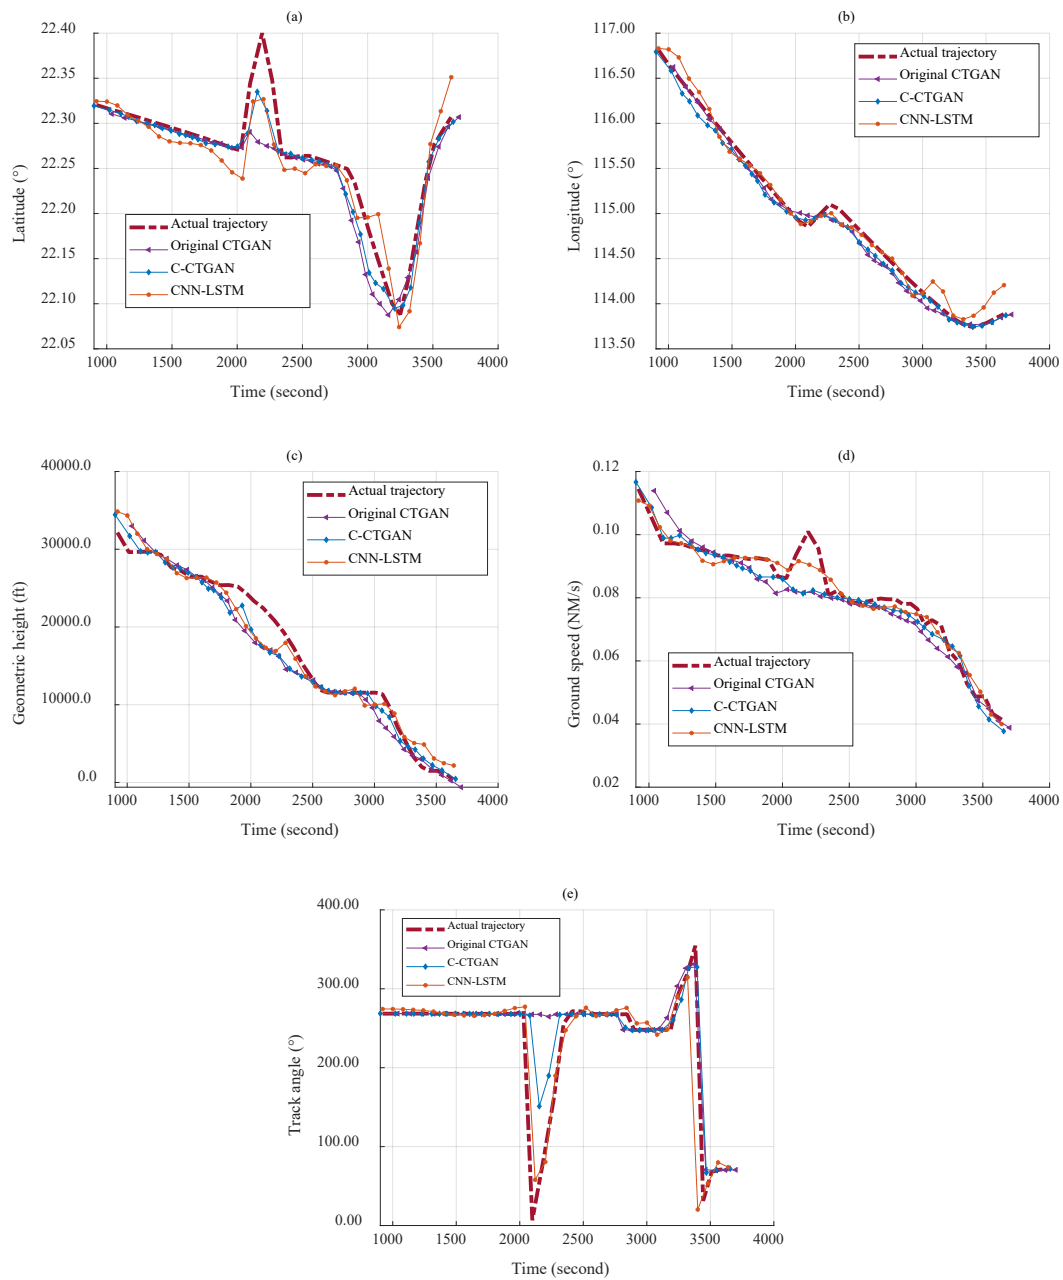 (a)
22.40
22.35
22.30
22.25
22.20
22.15
22.10
22.05
Latitude (°)
1000 1500 2000 2500 3000 3500 4000
Time (second)
Actual trajectory
Original CTGAN
C-CTGAN
CNN-LSTM
(b)
117.00
116.50
116.00
115.50
115.00
114.50
114.00
113.50
Longitude (°)
1000 1500 2000 2500 3000 3500 4000
Time (second)
Actual trajectory
Original CTGAN
C-CTGAN
CNN-LSTM
(c)
40000.0
30000.0
20000.0
10000.0
0.0
Geometric height (ft)
1000 1500 2000 2500 3000 3500 4000
Time (second)
Actual trajectory
Original CTGAN
C-CTGAN
CNN-LSTM
(d)
0.12
0.10
0.08
0.06
0.04
0.02
Ground speed (NM/s)
1000 1500 2000 2500 3000 3500 4000
Time (second)
Actual trajectory
Original CTGAN
C-CTGAN
CNN-LSTM
(e)
400.00
300.00
200.00
100.00
0.00
Track angle (°)
1000 1500 2000 2500 3000 3500 4000
Time (second)
Actual trajectory
Original CTGAN
C-CTGAN
CNN-LSTM